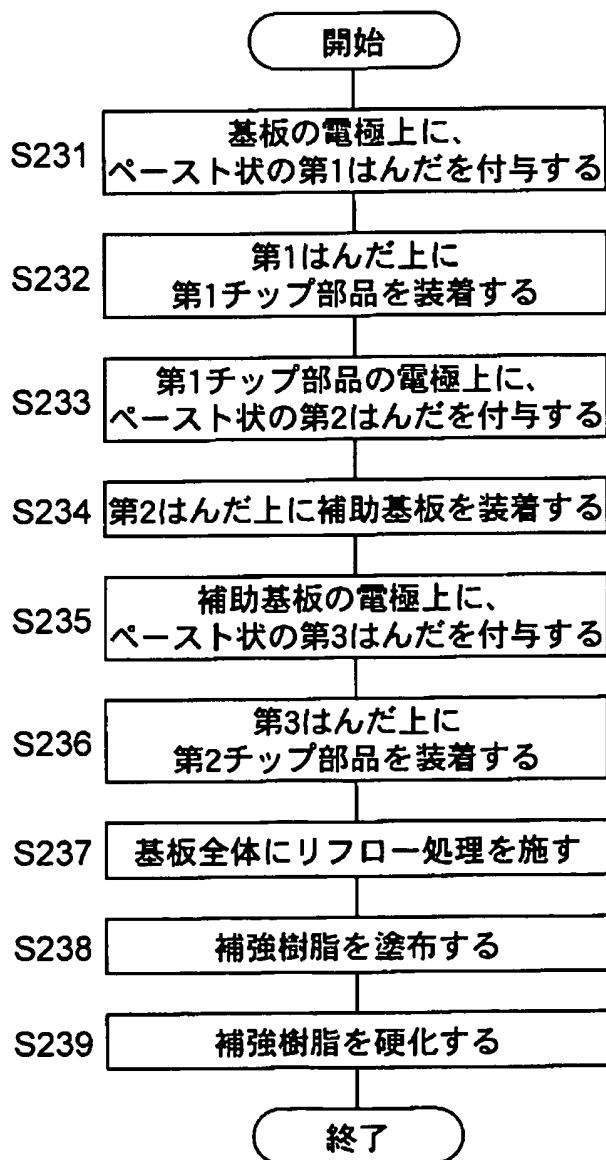 開始
S231
基板の電極上に、
ペースト状の第1はんだを付与する
S232
第1はんだ上に
第1チップ部品を装着する
S233
第1チップ部品の電極上に、
ペースト状の第2はんだを付与する
S234
第2はんだ上に補助基板を装着する
S235
補助基板の電極上に、
ペースト状の第3はんだを付与する
S236
第3はんだ上に
第2チップ部品を装着する
S237
基板全体にリフロー処理を施す
S238
補強樹脂を塗布する
S239
補強樹脂を硬化する
終了